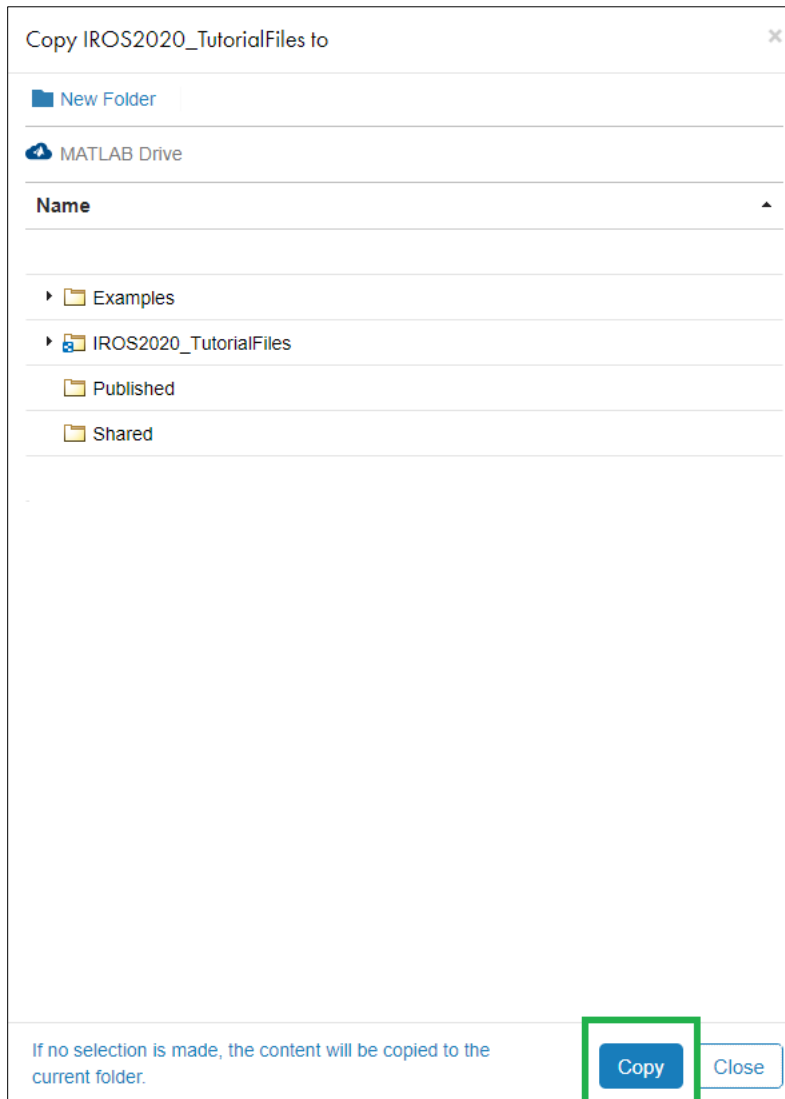 Copy IROS2020_TutorialFiles to
New Folder
MATLAB Drive
Name
Examples
IROS2020_TutorialFiles
Published
Shared
If no selection is made, the content will be copied to the
current folder.
Copy
Close